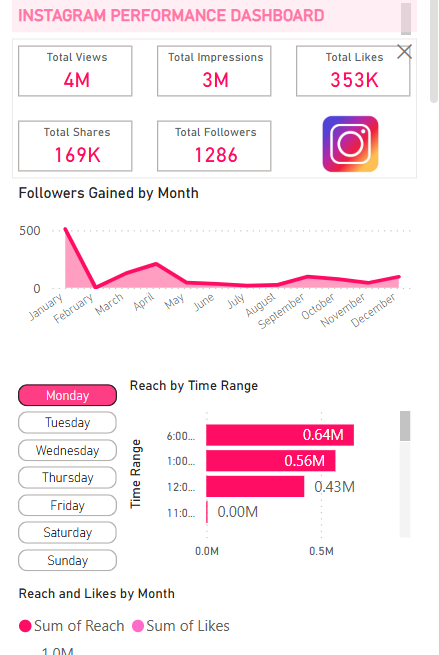 INSTAGRAM PERFORMANCE DASHBOARD
Total Views
4M
Total Impressions
3M
Total Likes
353K
Total Shares
169K
Total Followers
1286
Followers Gained by Month
500
0
January
February
March
April
May
June
July
August
September
October
November
December
Monday
Tuesday
Wednesday
Thursday
Friday
Saturday
Sunday
Reach by Time Range
Time Range
6:00... 0.64M
1:00... 0.56M
12:0... 0.43M
11:0... 0.00M
0.0M 0.5M
Reach and Likes by Month
Sum of Reach Sum of Likes
1.0M